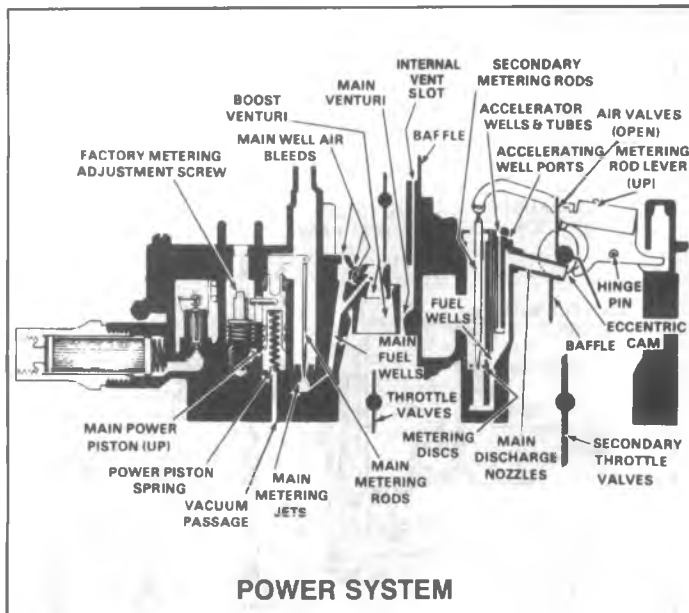 INTERNAL
VENT
SLOT
SECONDARY
METERING RODS
MAIN
VENTURI
BOOST
VENTURI
BAFFLE
ACCELERATOR
WELLS & TUBES
AIR VALVES
(OPEN)
MAIN WELL AIR
BLEEDS
FACTORY METERING
ADJUSTMENT SCREW
ACCELERATING
WELL PORTS
METERING
ROD LEVER
(UP)
HINGE
PIN
FUEL
WELLS
ECCENTRIC
CAM
BAFFLE
MAIN
FUEL
WELLS
THROTTLE
VALVES
MAIN POWER
PISTON (UP)
METERING
DISCS
MAIN
DISCHARGE
NOZZLES
SECONDARY
THROTTLE
VALVES
POWER PISTON
SPRING
MAIN
METERING
JETS
MAIN
METERING
RODS
VACUUM
PASSAGE
POWER SYSTEM